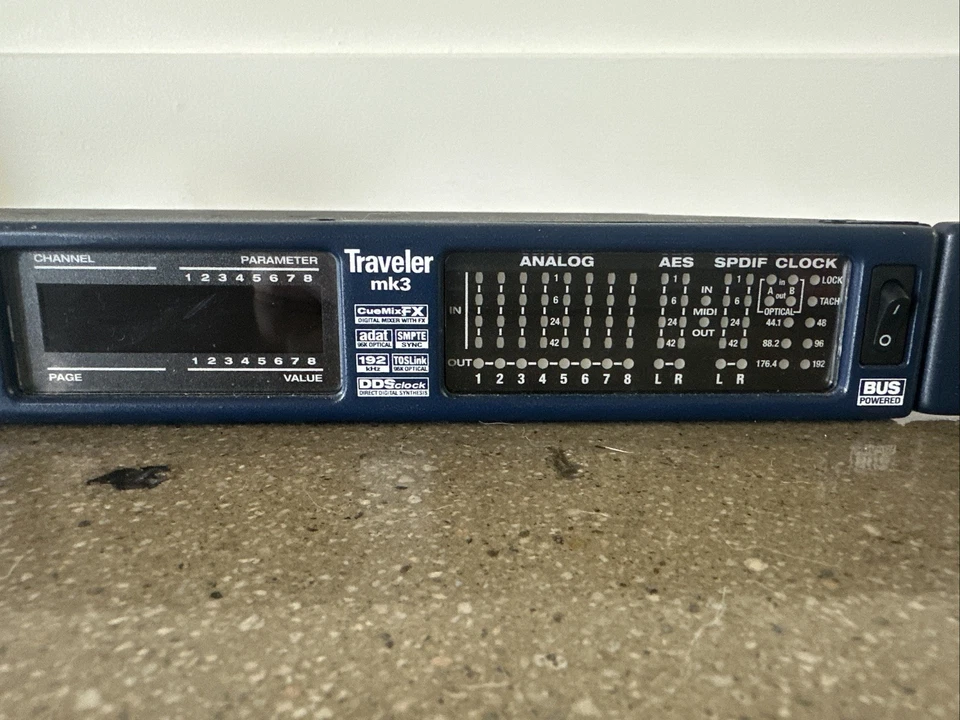 CHANNEL PARAMETER
1 2 3 4 5 6 7 8
1 2 3 4 5 6 7 8
PAGE VALUE
Traveler
mk3
CueMixFX
DIGITAL MIXER WITH FX
adat
96K OPTICAL
SMPTE
SYNC
192
kHz
TOSLink
96K OPTICAL
DDSclock
DIRECT DIGITAL SYNTHESIS
ANALOG AES SPDIF CLOCK
IN
1
6
24
42
OUT
1 2 3 4 5 6 7 8
1
6
24
42
L R
IN
MIDI
OUT
1
6
24
42
L R
in
A B
out
OPTICAL
LOCK
TACH
44.1 48
88.2 96
176.4 192
I
O
BUS
POWERED